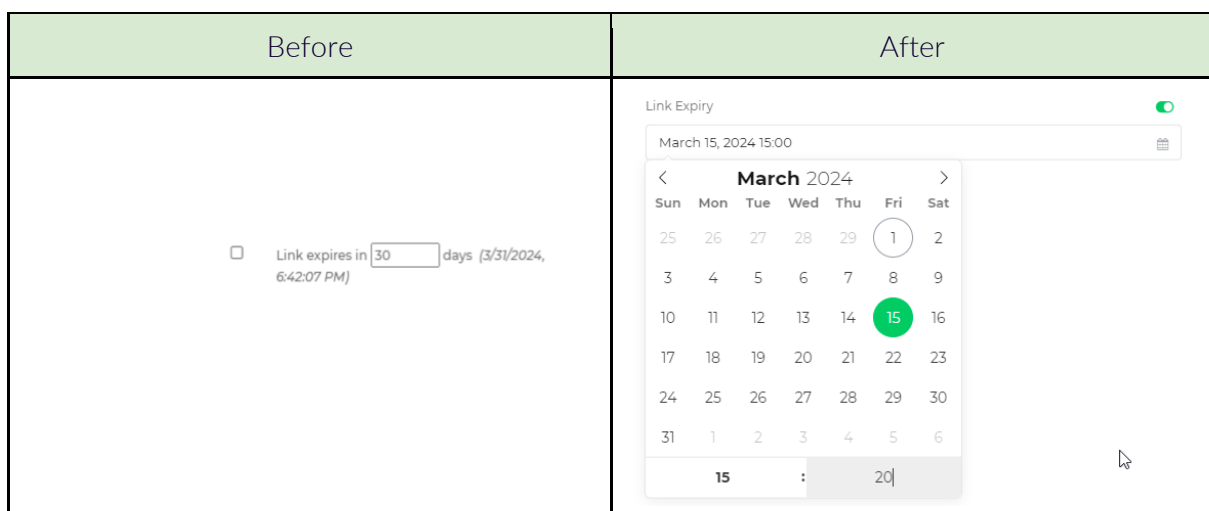 Before
After
Link expires in 30 days (3/31/2024,
6:42:07 PM)
Link Expiry
March 15, 2024 15:00
March 2024
Sun Mon Tue Wed Thu Fri Sat
25 26 27 28 29 1 2
3 4 5 6 7 8 9
10 11 12 13 14 15 16
17 18 19 20 21 22 23
24 25 26 27 28 29 30
31 1 2 3 4 5 6
15 : 20